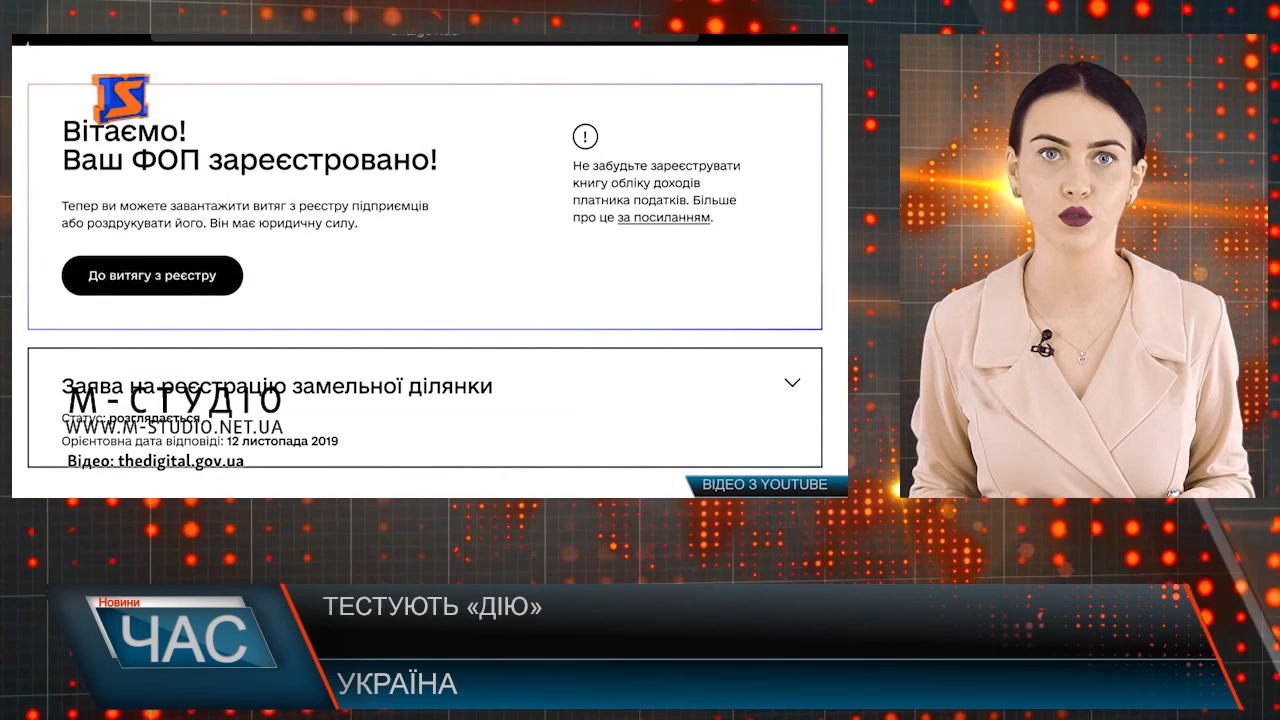 Вітаємо!
Ваш ФОП зареєстровано!
Тепер ви можете завантажити витяг з реєстру підприємців
або роздрукувати його. Він має юридичну силу.
До витягу з реєстру
!
Не забудьте зареєструвати
книгу обліку доходів
платника податків. Більше
про це за посиланням.
Заява на реєстрацію замельної ділянки
М-СТУДІО
Статус: розглядається
WWW.M-STUDIO.NET.UA
Орієнтовна дата відповіді: 12 листопада 2019
Відео: thedigital.gov.ua
ВІДЕО З YOUTUBE
Новини
ЧАС
ТЕСТУЮТЬ «ДІЮ»
УКРАЇНА